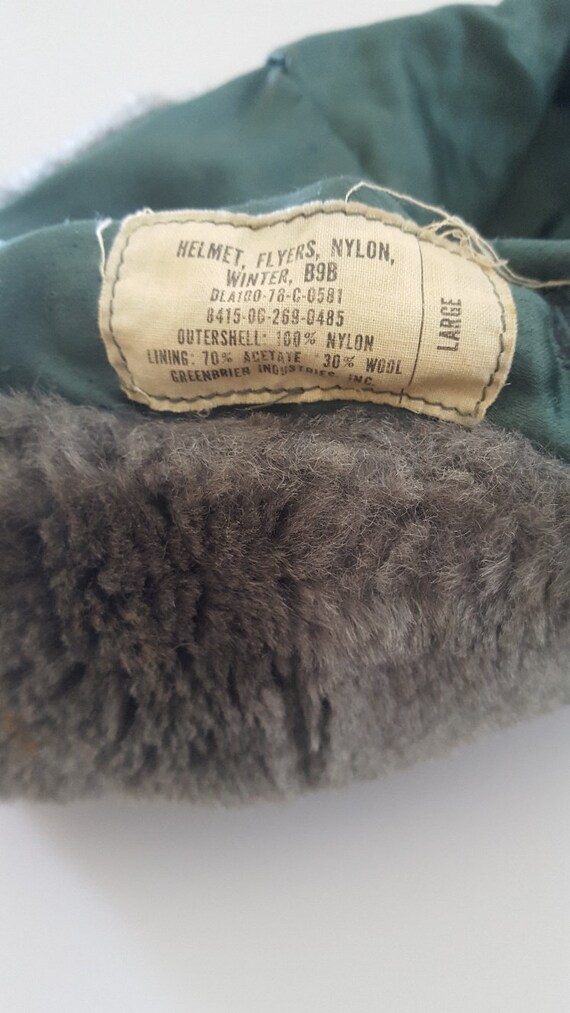 HELMET, FLYERS, NYLON,
WINTER, B9B
DLA100-78-C-0581
8415-00-269-0485
OUTERSHELL: 100% NYLON
LINING: 70% ACETATE 30% WOOL
GREENBRIER INDUSTRIES, INC.
LARGE